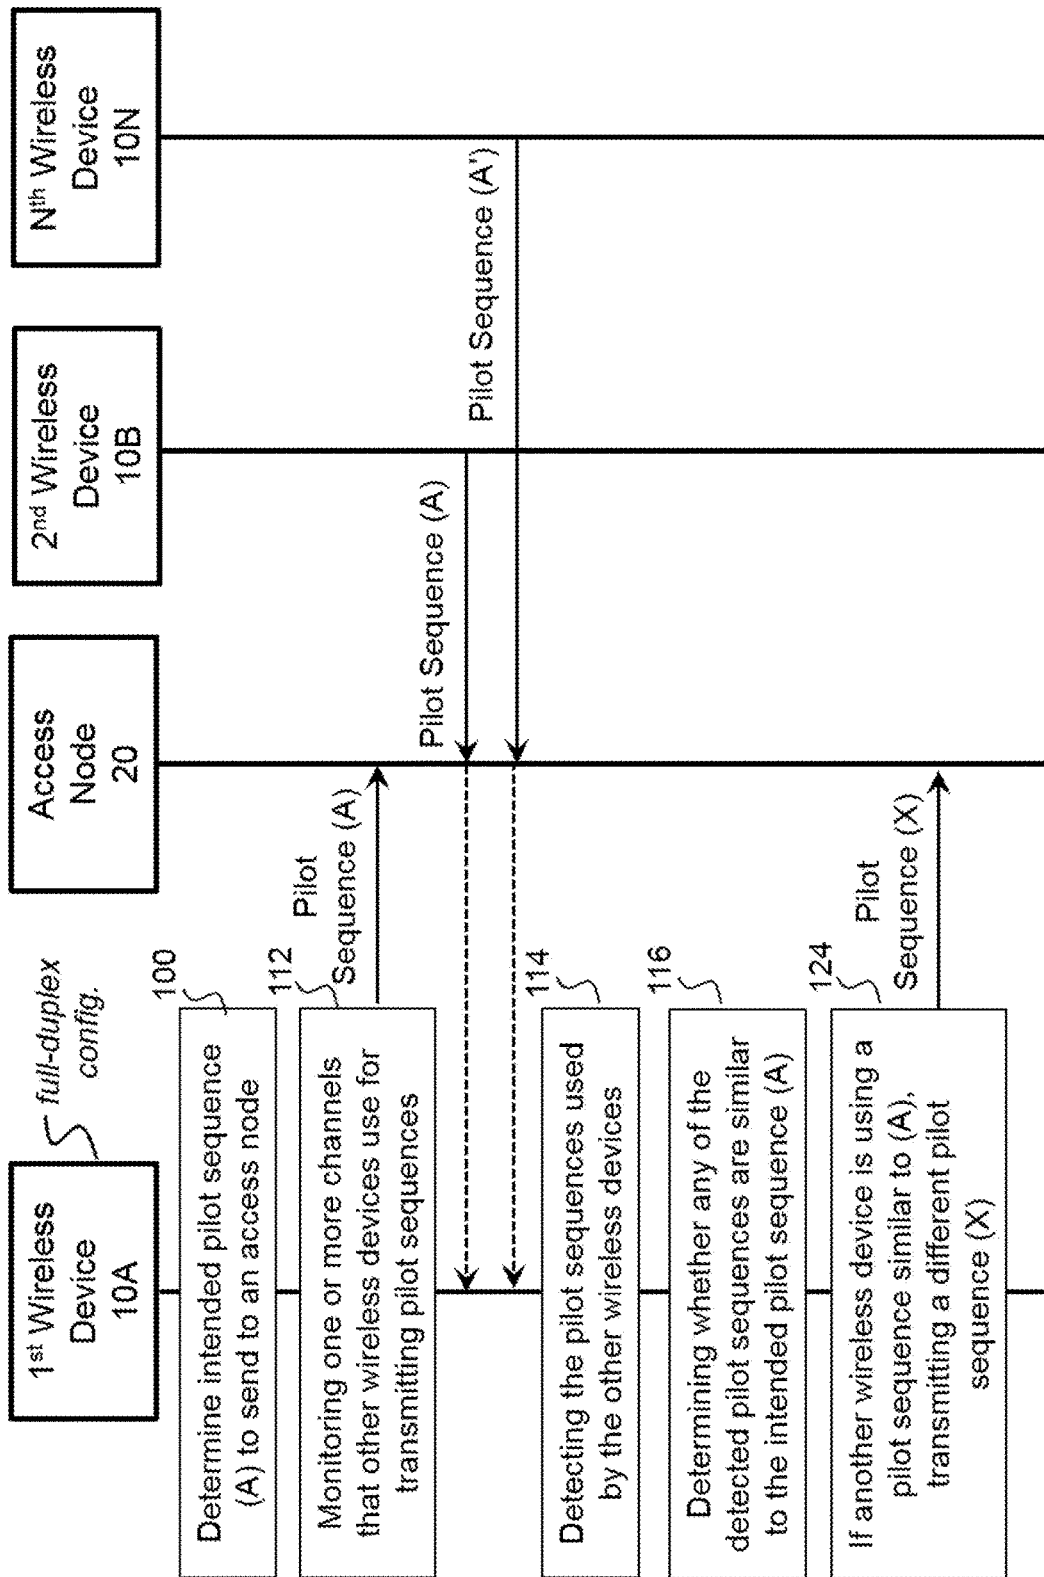 1st Wireless
Device
10A
full-duplex
config.
Access
Node
20
2nd Wireless
Device
10B
Nth Wireless
Device
10N
100
Determine intended pilot sequence
(A) to send to an access node
112
Monitoring one or more channels
that other wireless devices use for
transmitting pilot sequences
Pilot
Sequence (A)
Pilot Sequence (A)
Pilot Sequence (A')
114
Detecting the pilot sequences used
by the other wireless devices
116
Determining whether any of the
detected pilot sequences are similar
to the intended pilot sequence (A)
124
If another wireless device is using a
pilot sequence similar to (A),
transmitting a different pilot
sequence (X)
Pilot
Sequence (X)